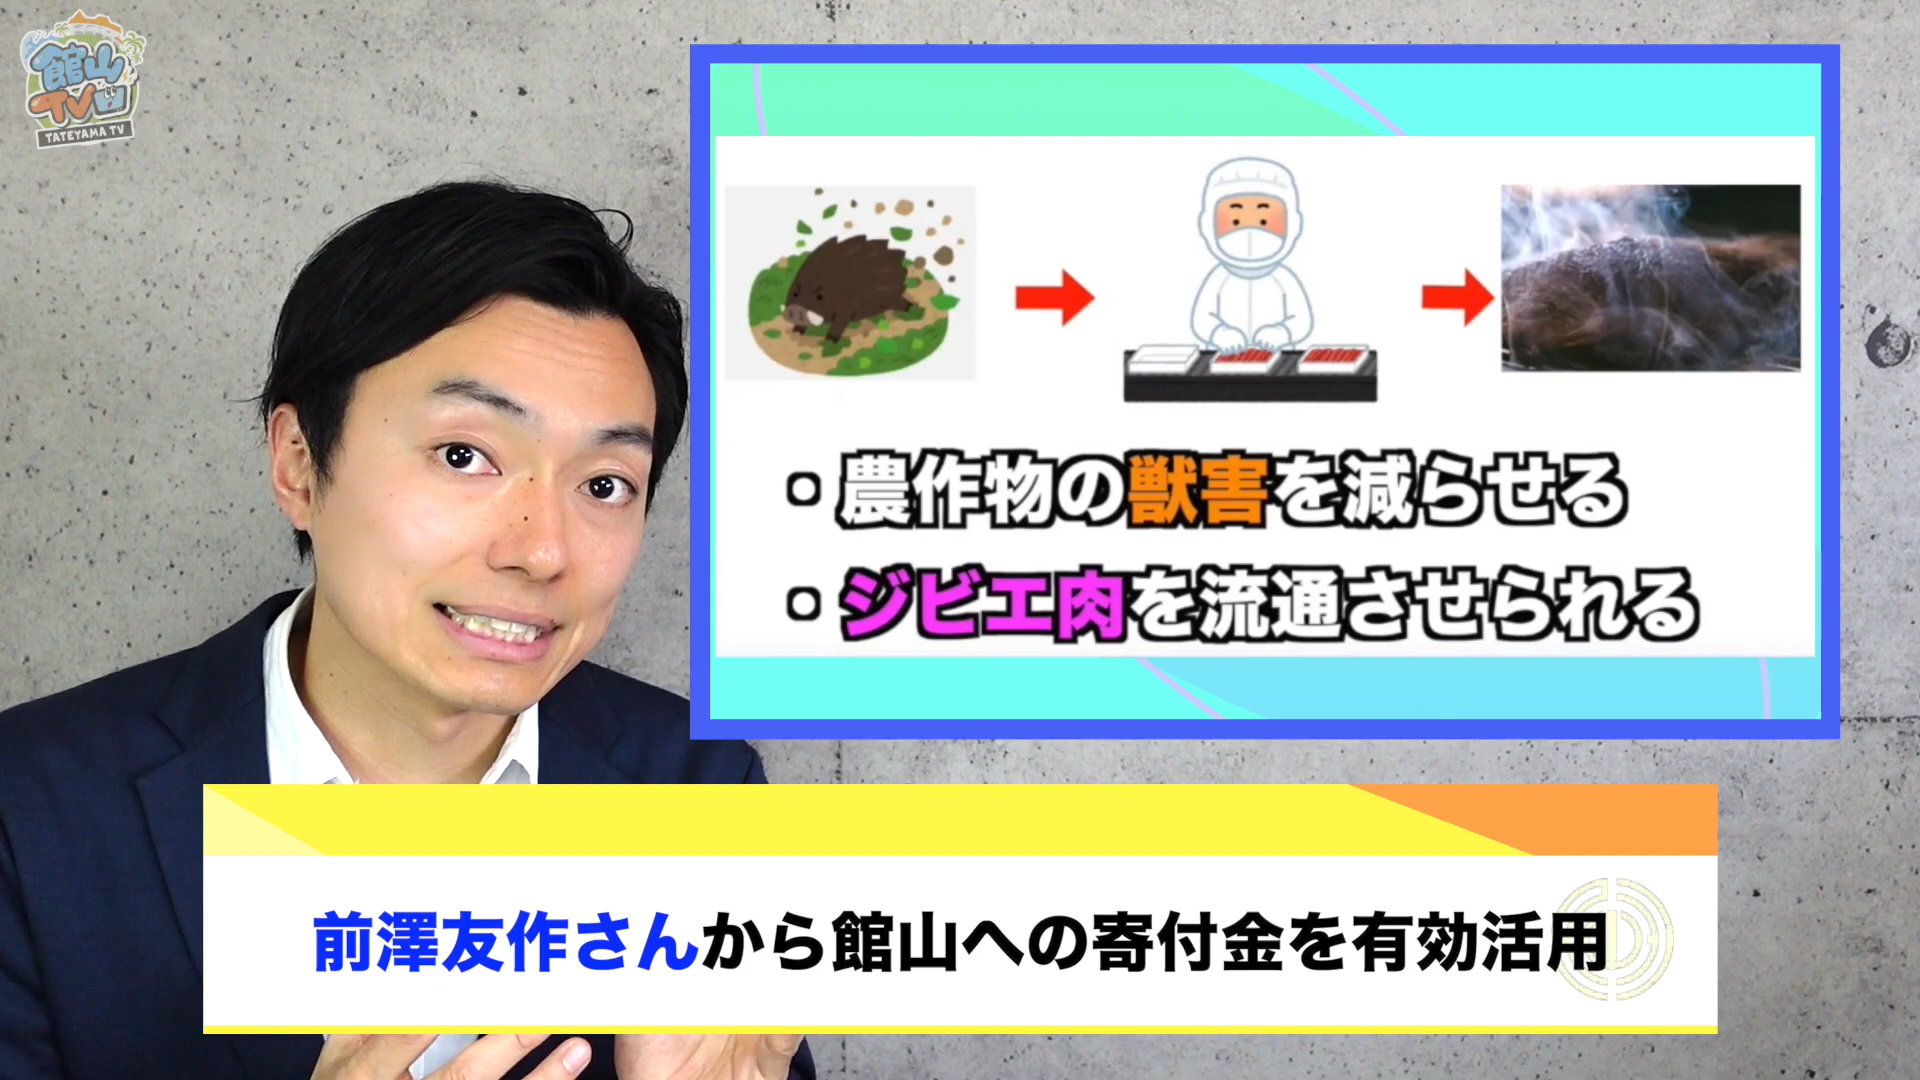 館山
TV
TATEYAMA TV
・農作物の獣害を減らせる
・ジビエ肉を流通させられる
前澤友作さんから館山への寄付金を有効活用